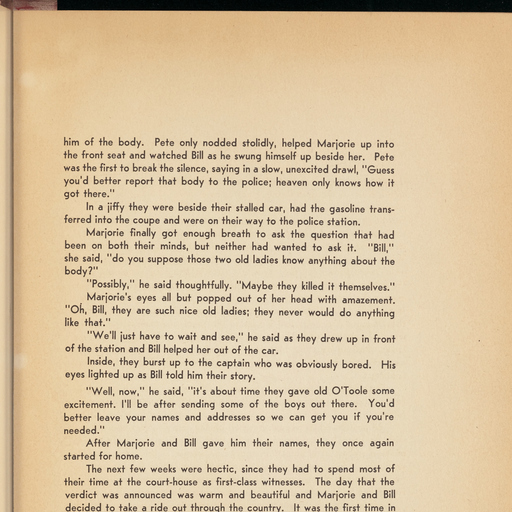 him of the body. Pete only nodded stolidly, helped Marjorie up into
the front seat and watched Bill as he swung himself up beside her. Pete
was the first to break the silence, saying in a slow, unexcited drawl, "Guess
you'd better report that body to the police; heaven only knows how it
got there."
In a jiffy they were beside their stalled car, had the gasoline trans-
ferred into the coupe and were on their way to the police station.
Marjorie finally got enough breath to ask the question that had
been on both their minds, but neither had wanted to ask it. "Bill,"
she said, "do you suppose those two old ladies know anything about the
body?"
"Possibly," he said thoughtfully. "Maybe they killed it themselves."
Marjorie's eyes all but popped out of her head with amazement.
"Oh, Bill, they are such nice old ladies; they never would do anything
like that."
"We'll just have to wait and see," he said as they drew up in front
of the station and Bill helped her out of the car.
Inside, they burst up to the captain who was obviously bored. His
eyes lighted up as Bill told him their story.
"Well, now," he said, "it's about time they gave old O'Toole some
excitement. I'll be after sending some of the boys out there. You'd
better leave your names and addresses so we can get you if you're
needed."
After Marjorie and Bill gave him their names, they once again
started for home.
The next few weeks were hectic, since they had to spend most of
their time at the court-house as first-class witnesses. The day that the
verdict was announced was warm and beautiful and Marjorie and Bill
decided to take a ride out through the country. It was the first time in